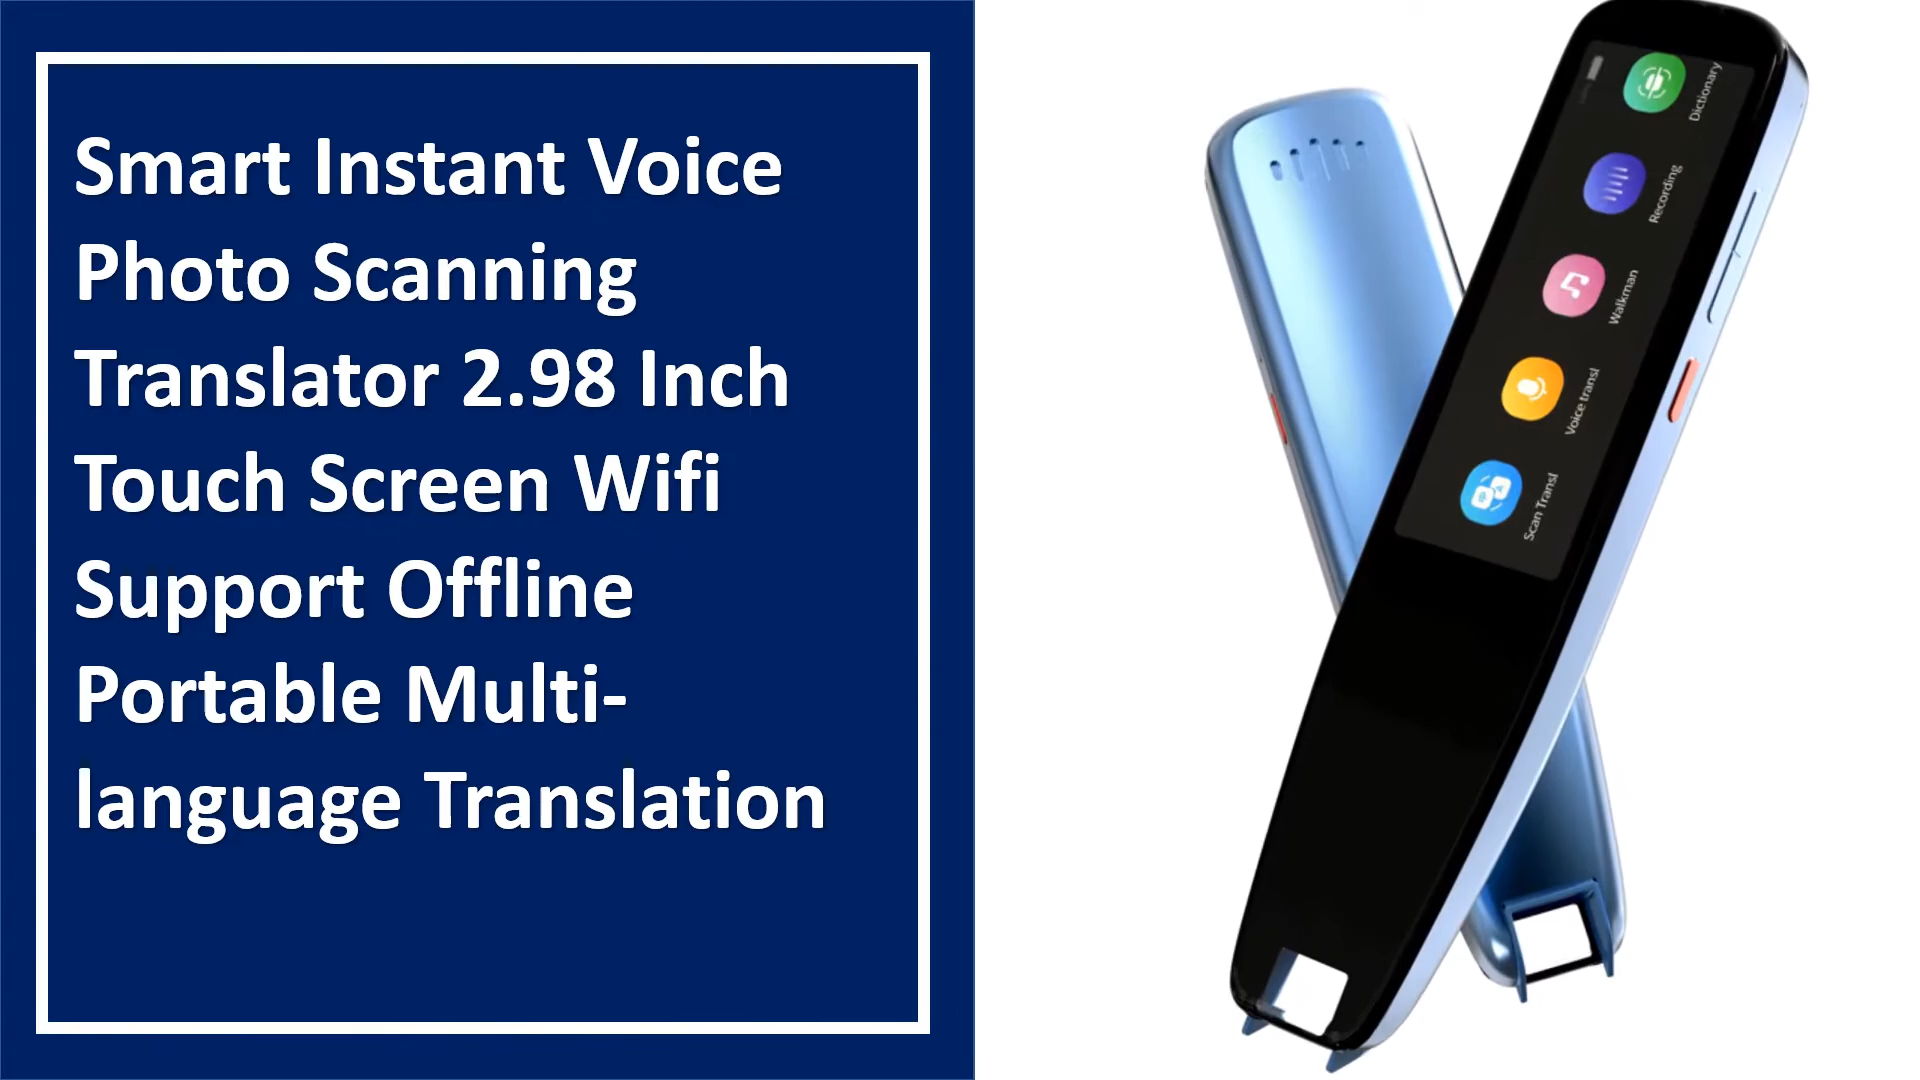 Smart Instant Voice
Photo Scanning
Translator 2.98 Inch
Touch Screen Wifi
Support Offline
Portable Multi-
language Translation
Dictionary
Recording
Walkman
Voice transl
Scan Transl